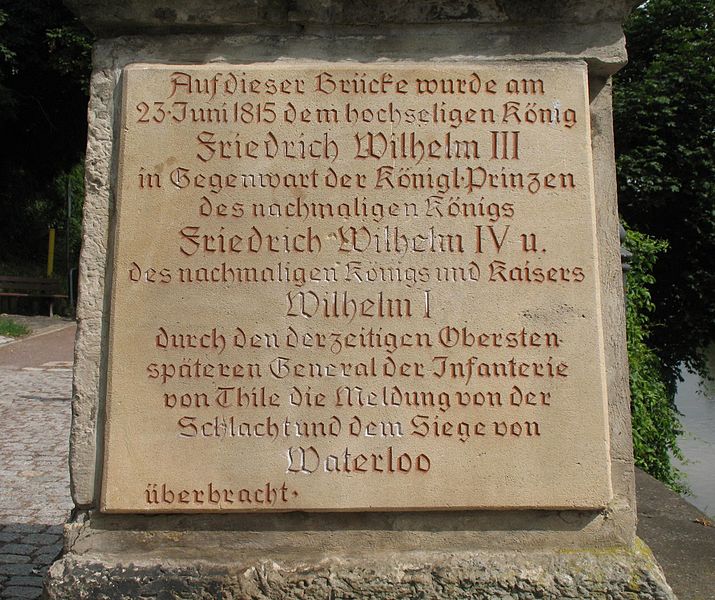 Auf dieser Brücke wurde am
23·Juni 1815 dem hochseligen König
Friedrich Wilhelm III
in Gegenwart der Königl·Prinzen
des nachmaligen Königs
Friedrich Wilhelm IV u.
des nachmaligen Königs und Kaisers
Wilhelm I
durch den derzeitigen Obersten·
späteren General der Infanterie
von Thile die Meldung von der
Schlacht und dem Siege von
Waterloo
überbracht·